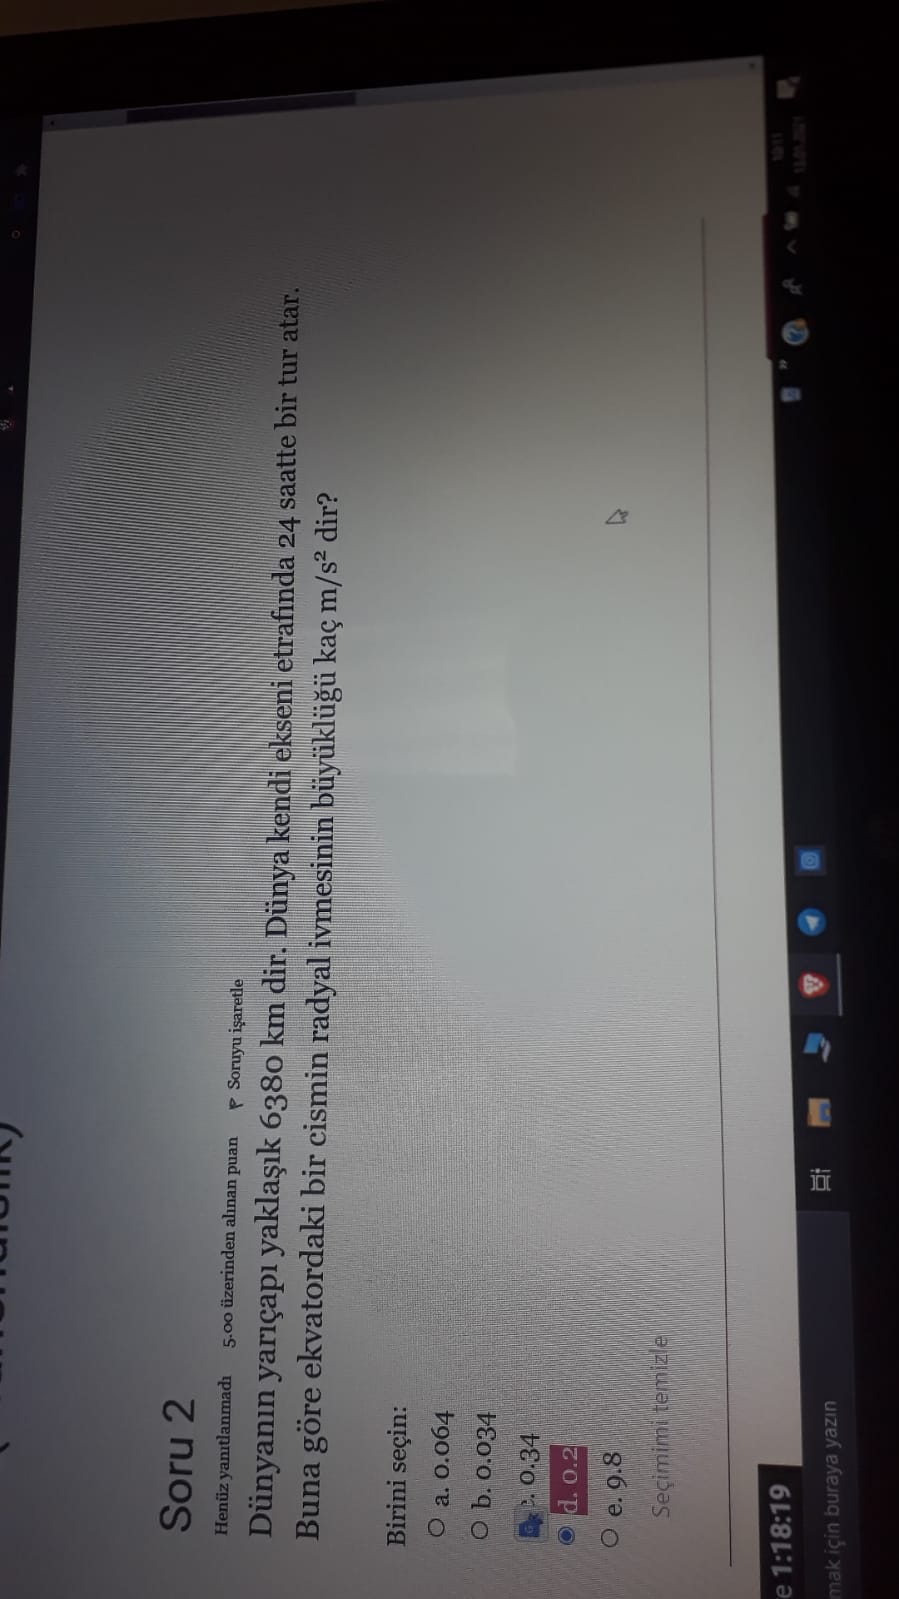 Soru 2
Henüz yanıtlanmadı 5.00 üzerinden alınan puan Soruyu işaretle
Dünyanın yarıçapı yaklaşık 6380 km dir. Dünya kendi ekseni etrafında 24 saatte bir tur atar.
Buna göre ekvatordaki bir cismin radyal ivmesinin büyüklüğü kaç m/s² dir?
Birini seçin:
a. 0.064
b. 0.034
. 0.34
d. 0.2
e. 9.8
Seçimimi temizle
e 1:18:19
mak için buraya yazın